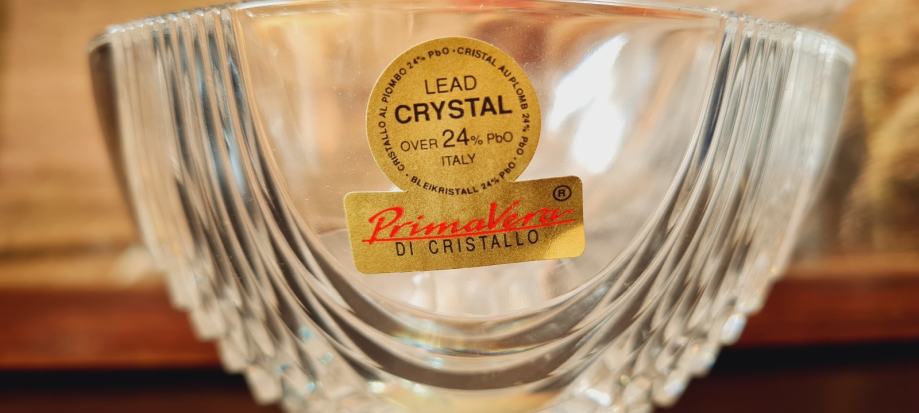 CRISTALLO AL PIOMBO 24% PbO · CRISTAL AU PLOMB 24% PbO · BLEIKRISTALL 24% PbO ·
LEAD
CRYSTAL
OVER 24% PbO
ITALY
PrimaVera ®
DI CRISTALLO